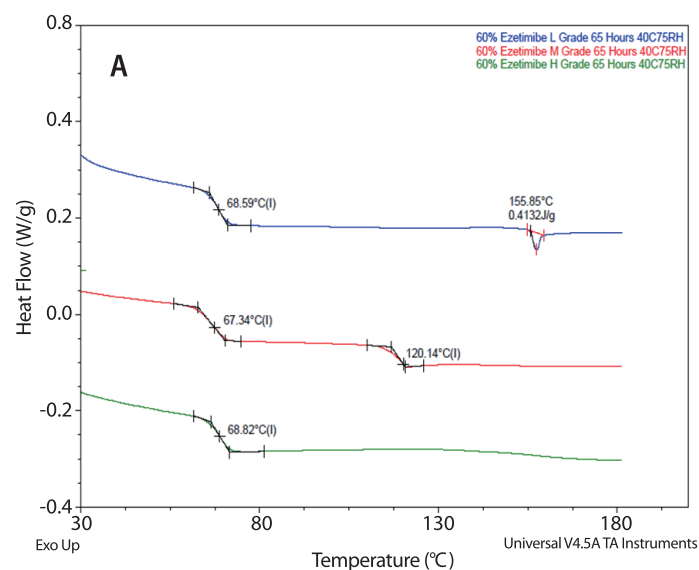 A
60% Ezetimibe L Grade 65 Hours 40C75RH
60% Ezetimibe M Grade 65 Hours 40C75RH
60% Ezetimibe H Grade 65 Hours 40C75RH
0.8
0.4
0.2
0.0
-0.2
-0.4
Heat Flow (W/g)
68.59°C(I)
155.85°C
0.4132J/g
67.34°C(I)
120.14°C(I)
68.82°C(I)
30
80
130
180
Exo Up
Temperature (°C)
Universal V4.5A TA Instruments